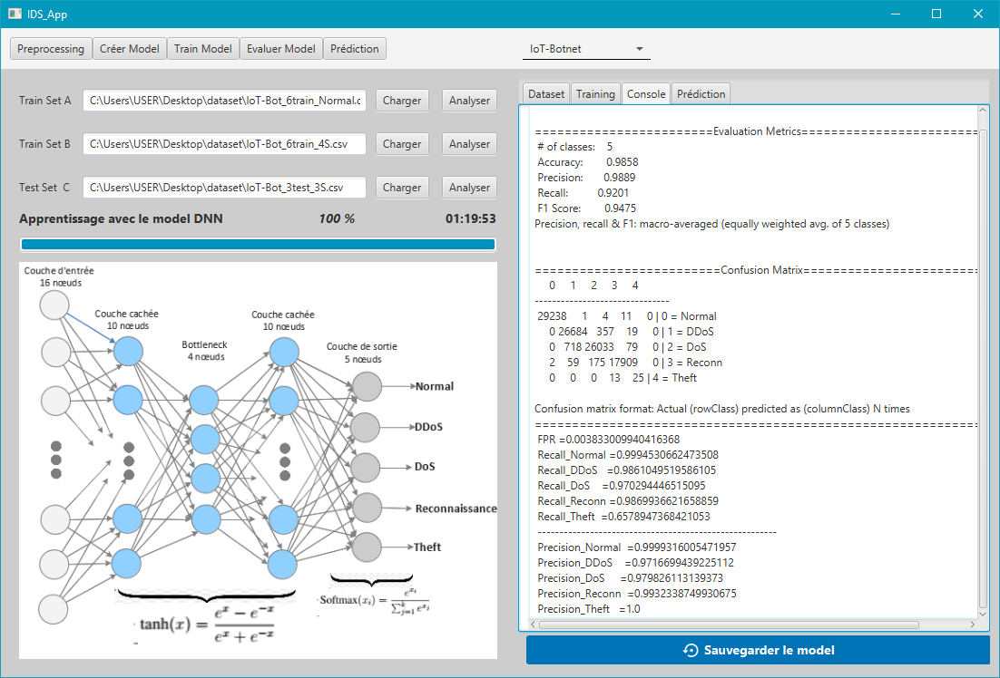 IDS_App
Preprocessing Créer Model Train Model Evaluer Model Prédiction
IoT-Botnet
Train Set A C:\Users\USER\Desktop\dataset\IoT-Bot_6train_Normal.c Charger Analyser
Train Set B C:\Users\USER\Desktop\dataset\IoT-Bot_6train_4S.csv Charger Analyser
Test Set C C:\Users\USER\Desktop\dataset\IoT-Bot_3test_3S.csv Charger Analyser
Apprentissage avec le model DNN 100 % 01:19:53
Couche d'entrée
16 nœuds
Couche cachée
10 nœuds
Bottleneck
4 nœuds
Couche cachée
10 nœuds
Couche de sortie
5 nœuds
Normal
DDoS
DoS
Reconnaissance
Theft
tanh(x) = (e^x − e^−x) / (e^x + e^−x)
Softmax(x_i) = e^x_i / ∑_j=1^k e^x_j
Dataset Training Console Prédiction
========================Evaluation Metrics========================
# of classes: 5
Accuracy: 0.9858
Precision: 0.9889
Recall: 0.9201
F1 Score: 0.9475
Precision, recall & F1: macro-averaged (equally weighted avg. of 5 classes)
=========================Confusion Matrix========================
0 1 2 3 4
-------------------------------
29238 1 4 11 0 | 0 = Normal
0 26684 357 19 0 | 1 = DDoS
0 718 26033 79 0 | 2 = DoS
2 59 175 17909 0 | 3 = Reconn
0 0 0 13 25 | 4 = Theft
Confusion matrix format: Actual (rowClass) predicted as (columnClass) N times
============================================================
FPR =0.003833009940416368
Recall_Normal =0.9994530662473508
Recall_DDoS =0.9861049519586105
Recall_DoS =0.970294446515095
Recall_Reconn =0.9869936621658859
Recall_Theft =0.6578947368421053
------------------------------------------------------
Precision_Normal =0.9999316005471957
Precision_DDoS =0.9716699439225112
Precision_DoS =0.979826113139373
Precision_Reconn =0.9932338749930675
Precision_Theft =1.0
Sauvegarder le model